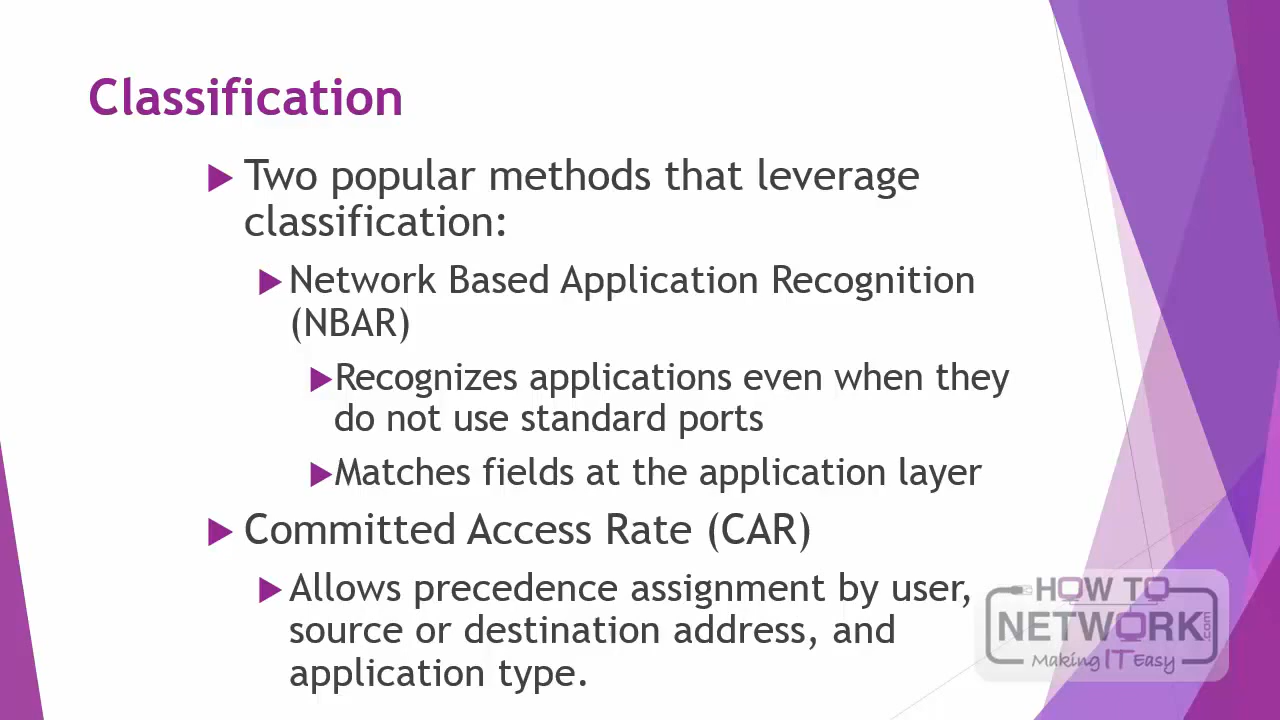 Classification
Two popular methods that leverage
classification:
Network Based Application Recognition
(NBAR)
Recognizes applications even when they
do not use standard ports
Matches fields at the application layer
Committed Access Rate (CAR)
Allows precedence assignment by user,
source or destination address, and
application type.
HOW TO
NETWORK.com
Making IT Easy